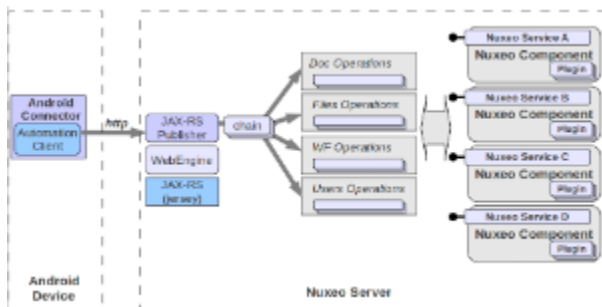 Android
Connector
Automation
Client
http
JAX-RS
Publisher
WebEngine
JAX-RS
(jersey)
chain
Doc Operations
Files Operations
WF Operations
Users Operations
Nuxeo Service A
Nuxeo Component
Plugin
Nuxeo Service B
Nuxeo Component
Plugin
Nuxeo Service C
Nuxeo Component
Plugin
Nuxeo Service D
Nuxeo Component
Plugin
Android
Device
Nuxeo Server